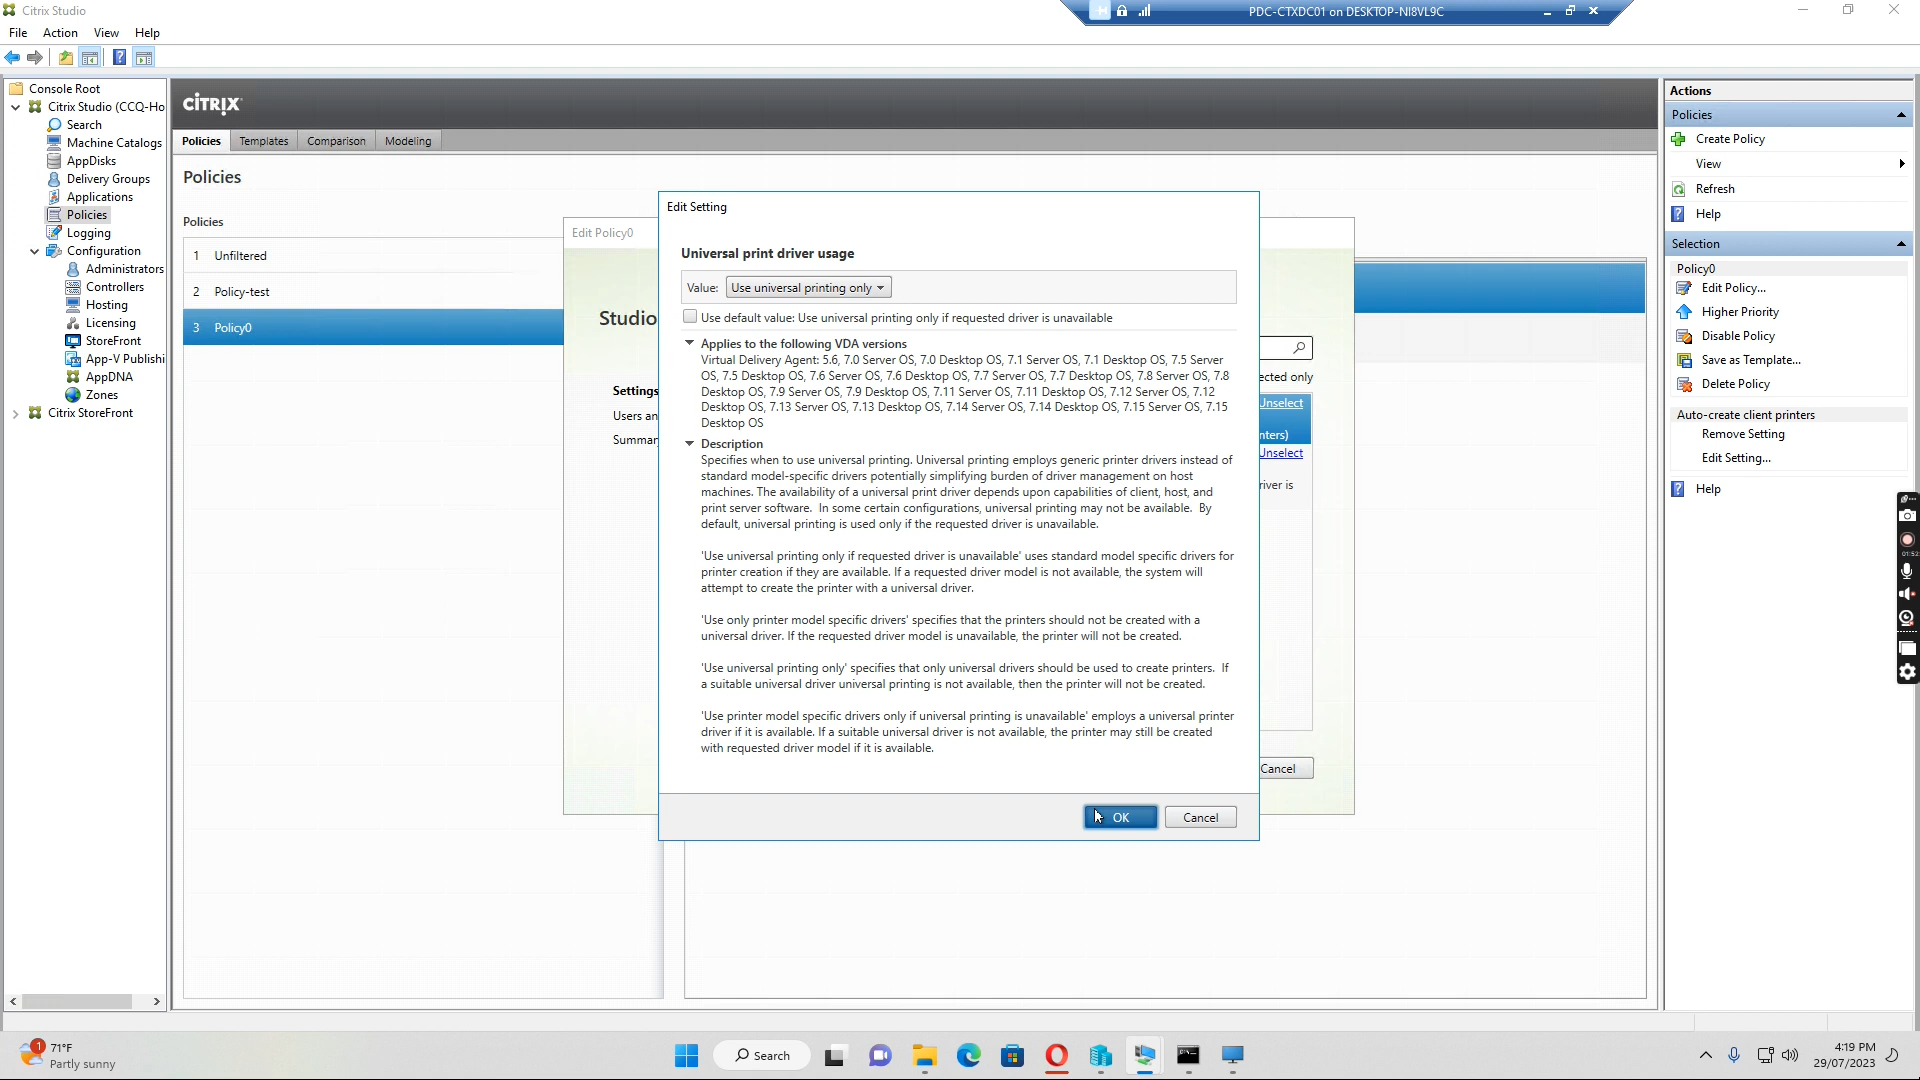 Citrix Studio
PDC-CTXDC01 on DESKTOP-NI8VL9C
File Action View Help
Console Root
Citrix Studio (CCQ-Ho
Search
Machine Catalogs
AppDisks
Delivery Groups
Applications
Policies
Logging
Configuration
Administrators
Controllers
Hosting
Licensing
StoreFront
App-V Publishi
AppDNA
Zones
Citrix StoreFront
CITRIX
Policies Templates Comparison Modeling
Policies
Policies
1 Unfiltered
2 Policy-test
3 Policy0
Edit Policy0
Studio
Settings
Users an
Summar
ected only
Unselect
nters)
Unselect
river is
Cancel
Edit Setting
Universal print driver usage
Value: Use universal printing only
Use default value: Use universal printing only if requested driver is unavailable
Applies to the following VDA versions
Virtual Delivery Agent: 5.6, 7.0 Server OS, 7.0 Desktop OS, 7.1 Server OS, 7.1 Desktop OS, 7.5 Server
OS, 7.5 Desktop OS, 7.6 Server OS, 7.6 Desktop OS, 7.7 Server OS, 7.7 Desktop OS, 7.8 Server OS, 7.8
Desktop OS, 7.9 Server OS, 7.9 Desktop OS, 7.11 Server OS, 7.11 Desktop OS, 7.12 Server OS, 7.12
Desktop OS, 7.13 Server OS, 7.13 Desktop OS, 7.14 Server OS, 7.14 Desktop OS, 7.15 Server OS, 7.15
Desktop OS
Description
Specifies when to use universal printing. Universal printing employs generic printer drivers instead of
standard model-specific drivers potentially simplifying burden of driver management on host
machines. The availability of a universal print driver depends upon capabilities of client, host, and
print server software. In some certain configurations, universal printing may not be available. By
default, universal printing is used only if the requested driver is unavailable.
'Use universal printing only if requested driver is unavailable' uses standard model specific drivers for
printer creation if they are available. If a requested driver model is not available, the system will
attempt to create the printer with a universal driver.
'Use only printer model specific drivers' specifies that the printers should not be created with a
universal driver. If the requested driver model is unavailable, the printer will not be created.
'Use universal printing only' specifies that only universal drivers should be used to create printers. If
a suitable universal driver universal printing is not available, then the printer will not be created.
'Use printer model specific drivers only if universal printing is unavailable' employs a universal printer
driver if it is available. If a suitable universal driver is not available, the printer may still be created
with requested driver model if it is available.
OK Cancel
Actions
Policies
Create Policy
View
Refresh
Help
Selection
Policy0
Edit Policy...
Higher Priority
Disable Policy
Save as Template...
Delete Policy
Auto-create client printers
Remove Setting
Edit Setting...
Help
01:52
1
71°F
Partly sunny
Search
4:19 PM
29/07/2023